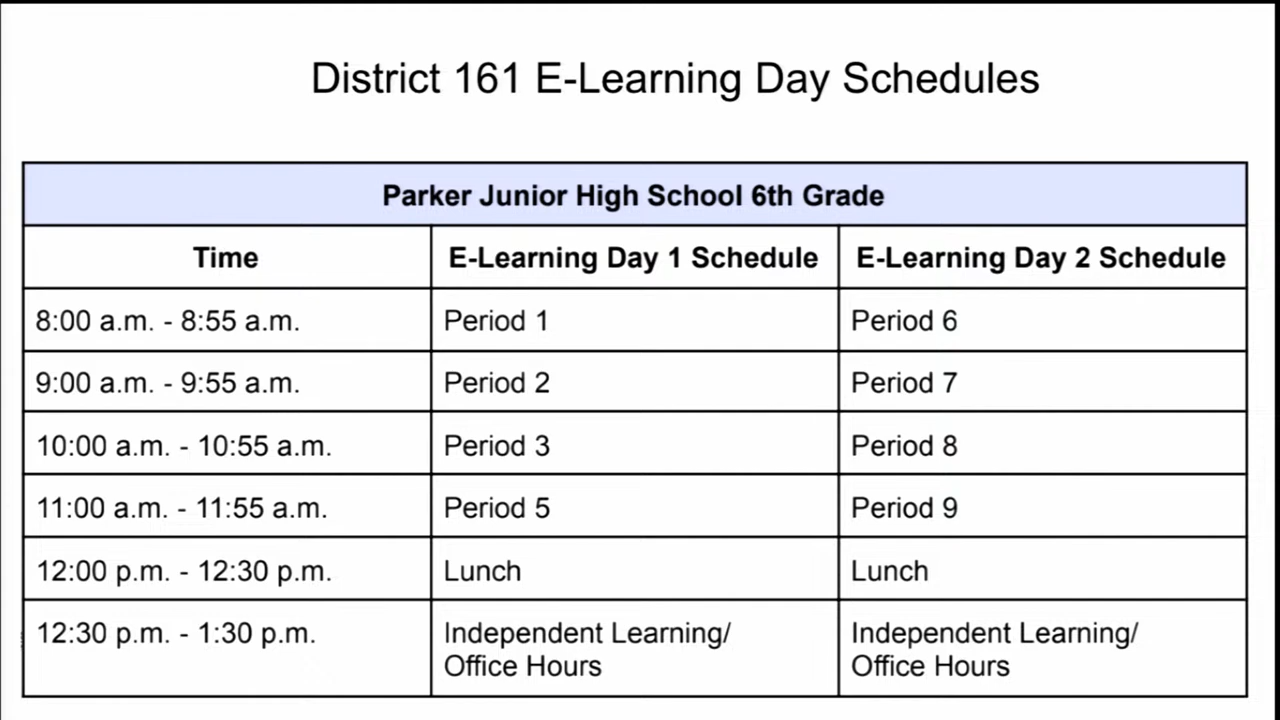 District 161 E-Learning Day Schedules
Parker Junior High School 6th Grade
Time E-Learning Day 1 Schedule E-Learning Day 2 Schedule
8:00 a.m. - 8:55 a.m. Period 1 Period 6
9:00 a.m. - 9:55 a.m. Period 2 Period 7
10:00 a.m. - 10:55 a.m. Period 3 Period 8
11:00 a.m. - 11:55 a.m. Period 5 Period 9
12:00 p.m. - 12:30 p.m. Lunch Lunch
12:30 p.m. - 1:30 p.m. Independent Learning/ Independent Learning/
Office Hours Office Hours